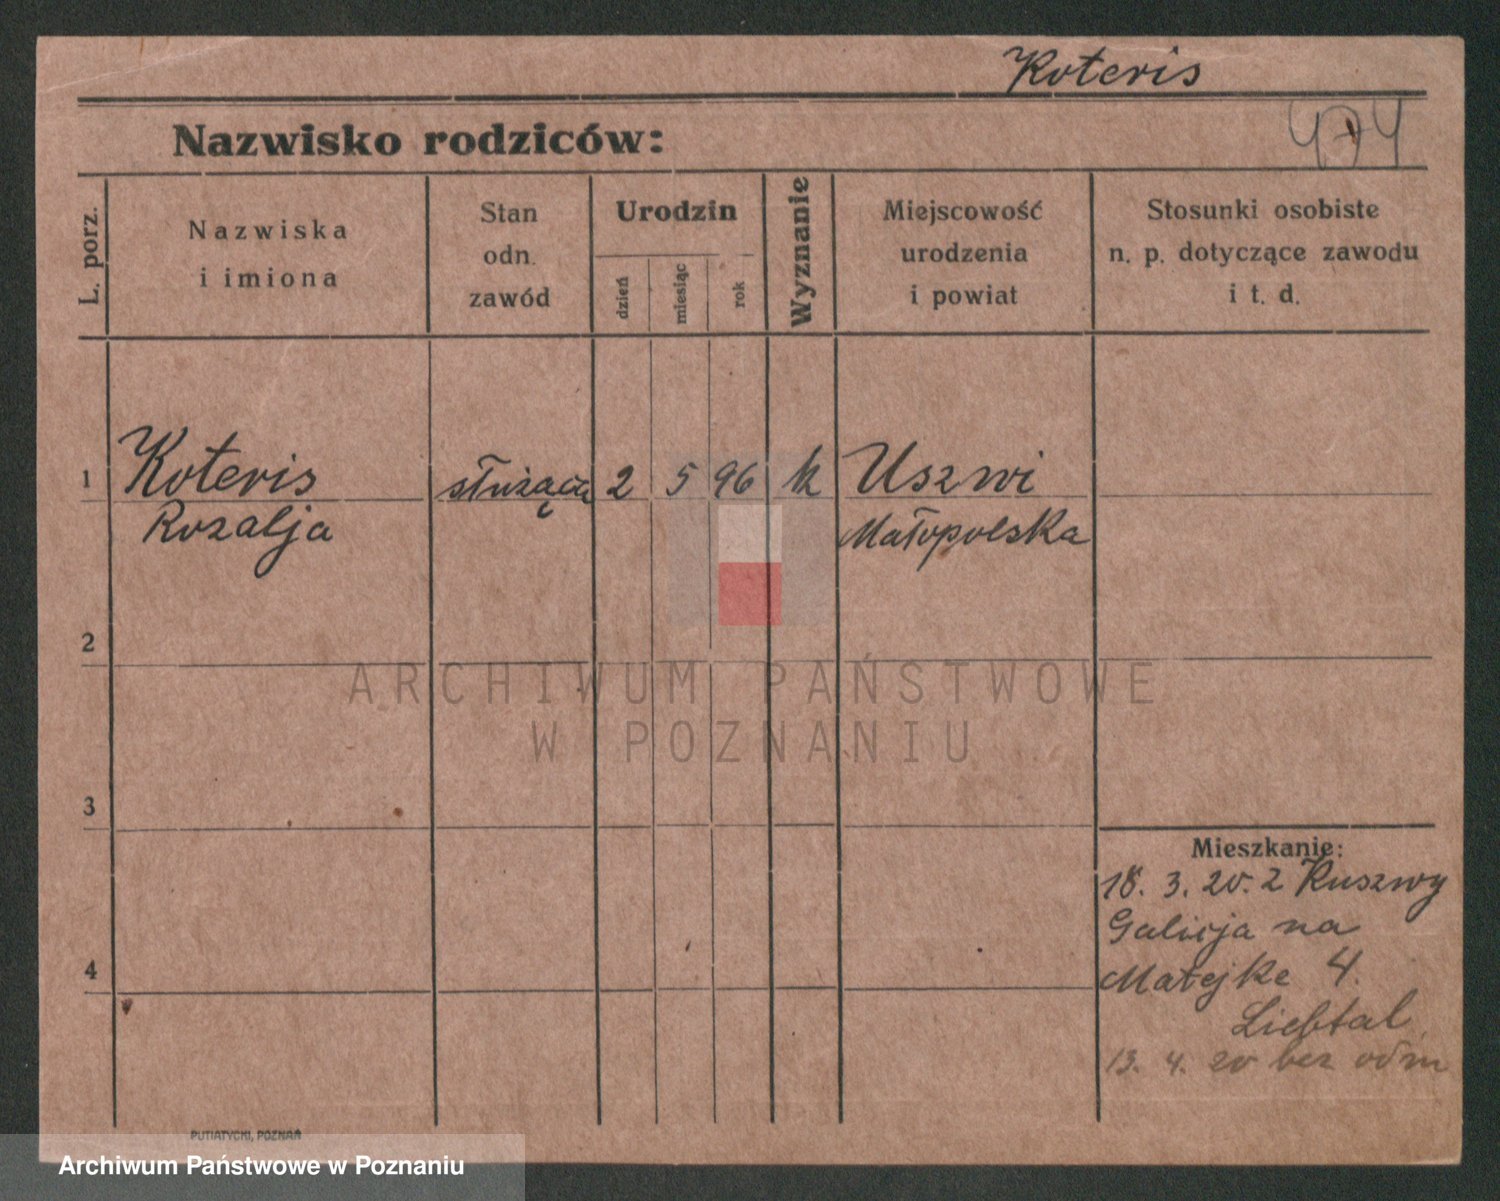 Koteris
Nazwisko rodziców:
474
L. porz.
Nazwiska
i imiona
Stan
odn.
zawód
Urodzin
dzień
miesiąc
rok
Wyznanie
Miejscowość
urodzenia
i powiat
Stosunki osobiste
n. p. dotyczące zawodu
i t. d.
1 Koteris służąca 2 5 96 k Uszwi
Rozalja Małopolska
2
ARCHIWUM PAŃSTWOWE
W POZNANIU
3
Mieszkanie:
18. 3. 20. z Ruszwy
Galicja na
4 Matejke 4.
Liebtal
13. 4. 20 bez odm
PUTIATYCKI, POZNAŃ
Archiwum Państwowe w Poznaniu